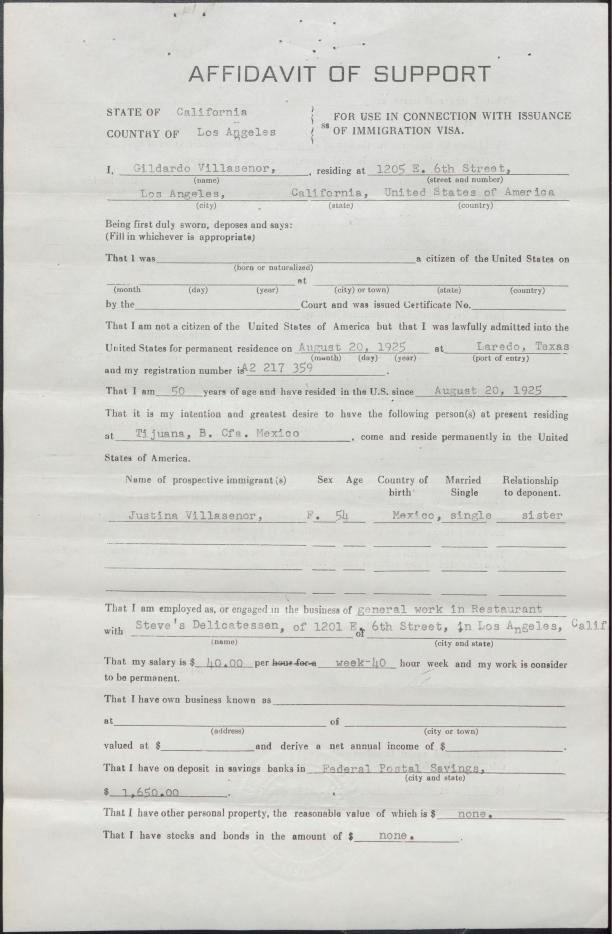 AFFIDAVIT OF SUPPORT
STATE OF California
COUNTRY OF Los Angeles
ss
FOR USE IN CONNECTION WITH ISSUANCE
OF IMMIGRATION VISA.
I, Gildardo Villasenor, , residing at 1205 E. 6th Street,
(name) (street and number)
Los Angeles, California, United States of America
(city) (state) (country)
Being first duly sworn, deposes and says:
(Fill in whichever is appropriate)
That I was a citizen of the United States on
(born or naturalized)
at
(month (day) (year) (city) or town) (state) (country)
by the Court and was issued Certificate No.
That I am not a citizen of the United States of America but that I was lawfully admitted into the
United States for permanent residence on August 20, 1925 at Laredo, Texas
(month) (day) (year) (port of entry)
and my registration number is A2 217 359 .
That I am 50 years of age and have resided in the U.S. since August 20, 1925
That it is my intention and greatest desire to have the following person(s) at present residing
at Tijuana, B. Cfa. Mexico , come and reside permanently in the United
States of America.
Name of prospective immigrant (s) Sex Age Country of Married Relationship
birth Single to deponent.
Justina Villasenor, F. 54 Mexico, single sister
That I am employed as, or engaged in the business of general work in Restaurant
with Steve's Delicatessen, of 1201 E. 6th Street, in Los Angeles, Calif
of
(name) (city and state)
That my salary is $ 40.00 per hour for a week-40 hour week and my work is consider
to be permanent.
That I have own business known as
at of
(address) (city or town)
valued at $ and derive a net annual income of $ .
That I have on deposit in savings banks in Federal Postal Savings,
(city and state)
$ 1,650.00 .
That I have other personal property, the reasonable value of which is $ none.
That I have stocks and bonds in the amount of $ none. .